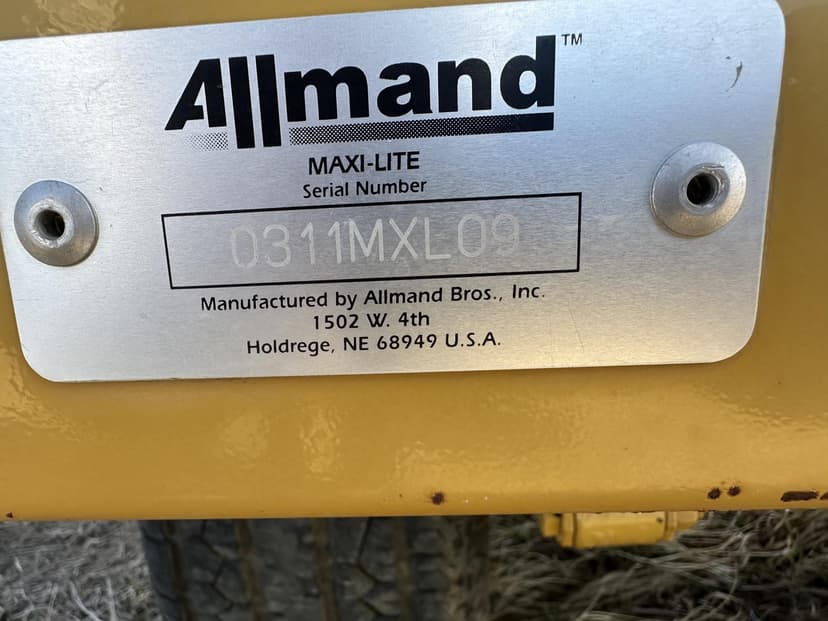 Allmand™
MAXI-LITE
Serial Number
0311MXL09
Manufactured by Allmand Bros., Inc.
1502 W. 4th
Holdrege, NE 68949 U.S.A.